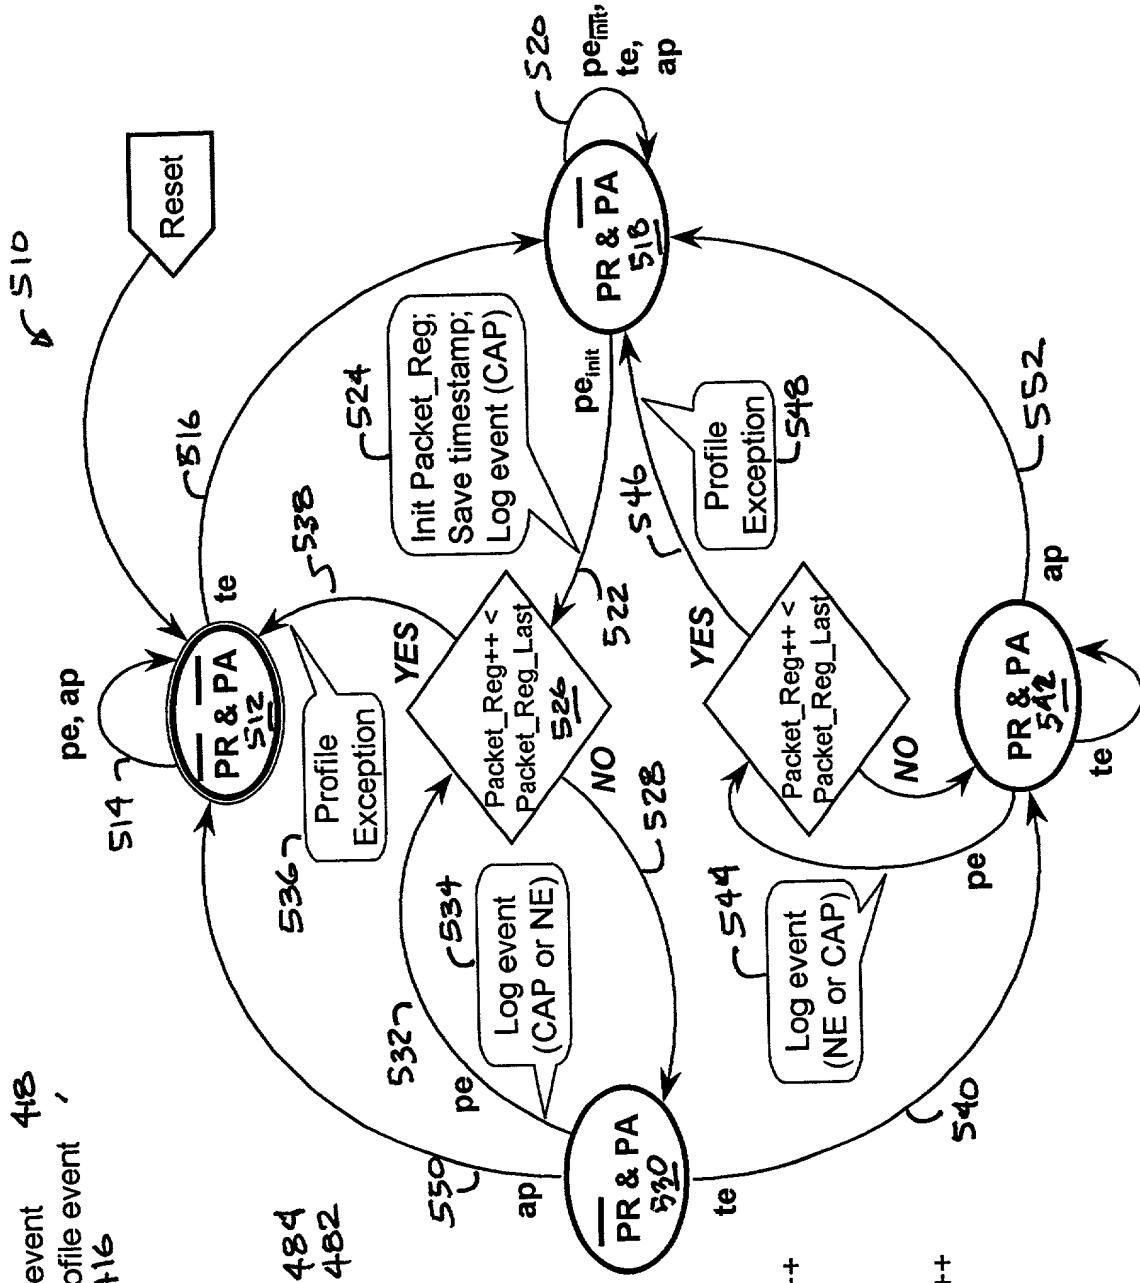 event 418
ofile event
416
510
Reset
pe, ap
514
516
PR & PA
512
te
538
536
Profile
Exception
484
482
550
ap
pe
532
534
Log event
(CAP or NE)
YES
Packet_Reg++ <
Packet_Reg_Last
526
NO
528
522
524
Init Packet_Reg;
Save timestamp;
Log event (CAP)
pe init
520
pe init,
te,
ap
PR & PA
518
PR & PA
530
te
546
Profile
Exception
548
YES
Packet_Reg++ <
Packet_Reg_Last
NO
544
Log event
(NE or CAP)
pe
540
PR & PA
542
te
ap
552
++